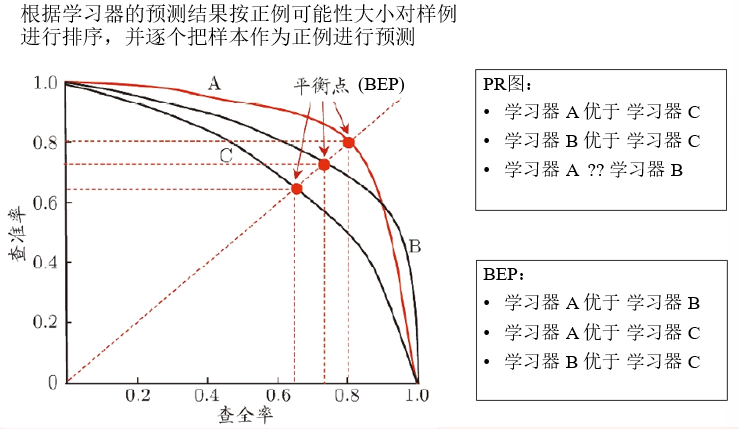 根据学习器的预测结果按正例可能性大小对样例
进行排序，并逐个把样本作为正例进行预测
1.0
0.8
0.6
0.4
0.2
0
查准率
A
平衡点 (BEP)
C
B
0.2
0.4
0.6
0.8
1.0
查全率
PR图：
• 学习器 A 优于 学习器 C
• 学习器 B 优于 学习器 C
• 学习器 A ?? 学习器 B
BEP：
• 学习器 A 优于 学习器 B
• 学习器 A 优于 学习器 C
• 学习器 B 优于 学习器 C